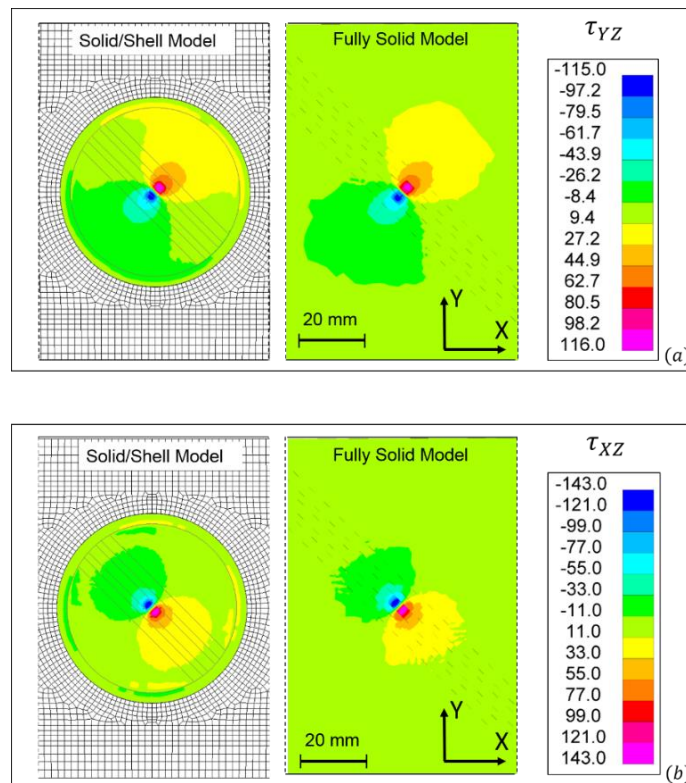 Solid/Shell Model
Fully Solid Model
τYZ
-115.0
-97.2
-79.5
-61.7
-43.9
-26.2
-8.4
9.4
27.2
44.9
62.7
80.5
98.2
116.0
Y
X
20 mm
(a)
Solid/Shell Model
Fully Solid Model
τXZ
-143.0
-121.0
-99.0
-77.0
-55.0
-33.0
-11.0
11.0
33.0
55.0
77.0
99.0
121.0
143.0
Y
X
20 mm
(b)